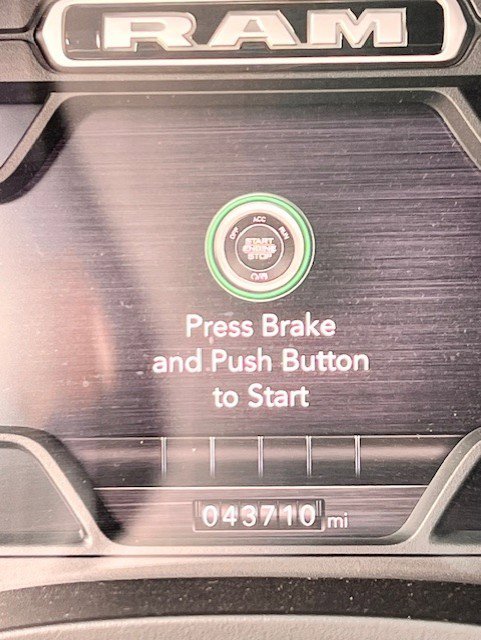 RAM
OFF ACC RUN
START
ENGINE
STOP
Press Brake
and Push Button
to Start
043710 mi